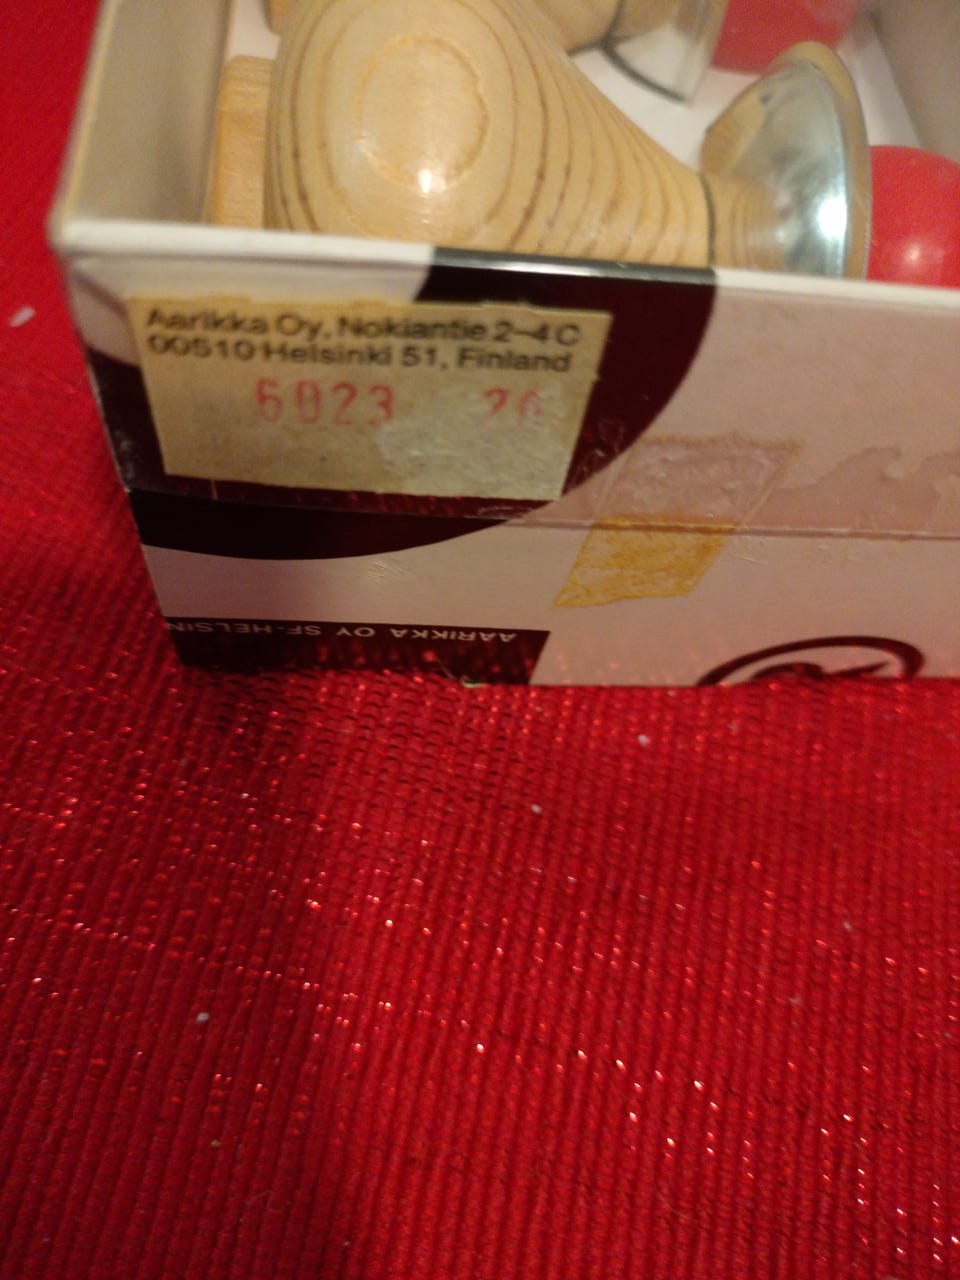 Aarikka Oy, Nokiantie 2-4 C
00510 Helsinki 51, Finland
6023
AARIKKA OY SF-HELSIN